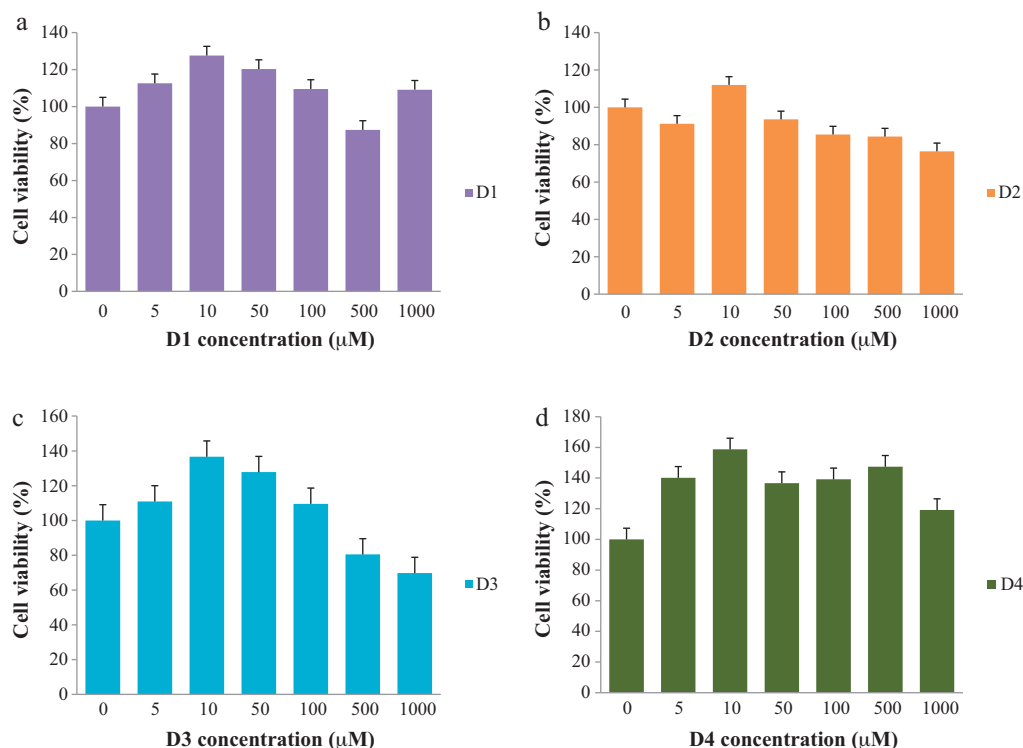 a
140
120
100
80
60
40
20
0
Cell viability (%)
0 5 10 50 100 500 1000
D1 concentration (μM)
D1
b
140
120
100
80
60
40
20
0
Cell viability (%)
0 5 10 50 100 500 1000
D2 concentration (μM)
D2
c
160
140
120
100
80
60
40
20
0
Cell viability (%)
0 5 10 50 100 500 1000
D3 concentration (μM)
D3
d
180
160
140
120
100
80
60
40
20
0
Cell viability (%)
0 5 10 50 100 500 1000
D4 concentration (μM)
D4